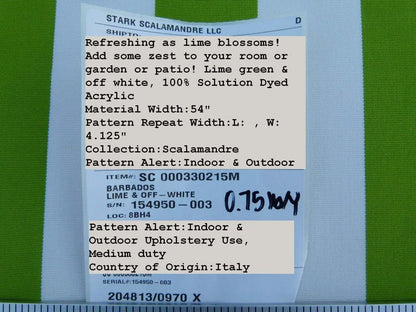 STARK SCALAMANDRE LLC
D
SHIPTO:
Refreshing as lime blossoms!
Add some zest to your room or
garden or patio! Lime green &
off white, 100% Solution Dyed
Acrylic
Material Width:54"
Pattern Repeat Width:L: , W:
4.125"
Collection:Scalamandre
Pattern Alert:Indoor & Outdoor
ITEM#: SC 000330215M
BARBADOS
LIME & OFF-WHITE
S/N: 154950-003
LOC: 8BH4
Pattern Alert:Indoor &
Outdoor Upholstery Use,
Medium duty
Country of Origin:Italy
SC 000330215M
SERIAL#:154950-003
204813/0970 X